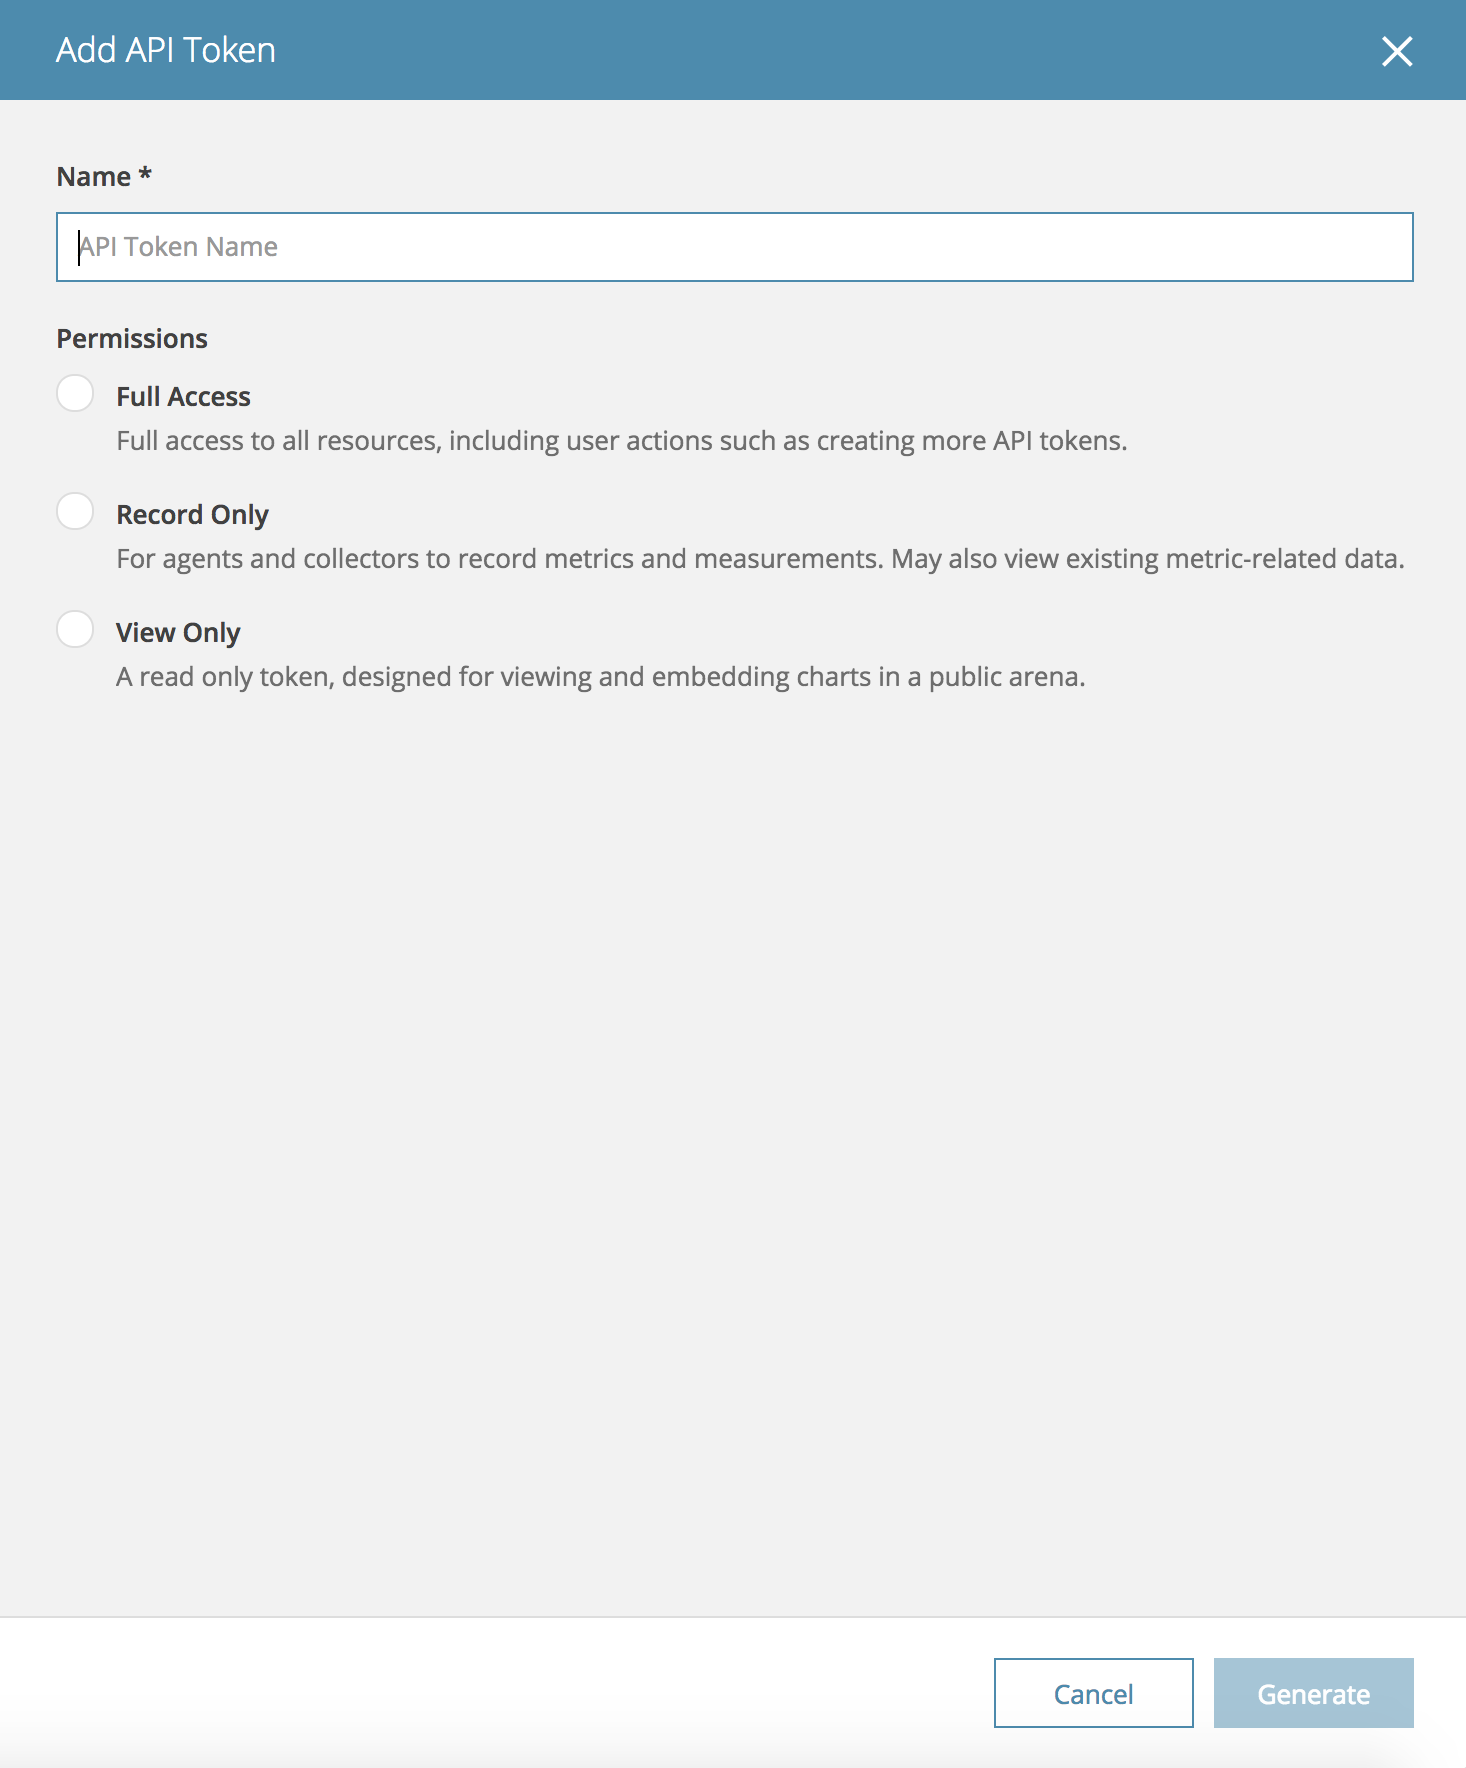 Add API Token
Name *
API Token Name
Permissions
Full Access
Full access to all resources, including user actions such as creating more API tokens.
Record Only
For agents and collectors to record metrics and measurements. May also view existing metric-related data.
View Only
A read only token, designed for viewing and embedding charts in a public arena.
Cancel
Generate